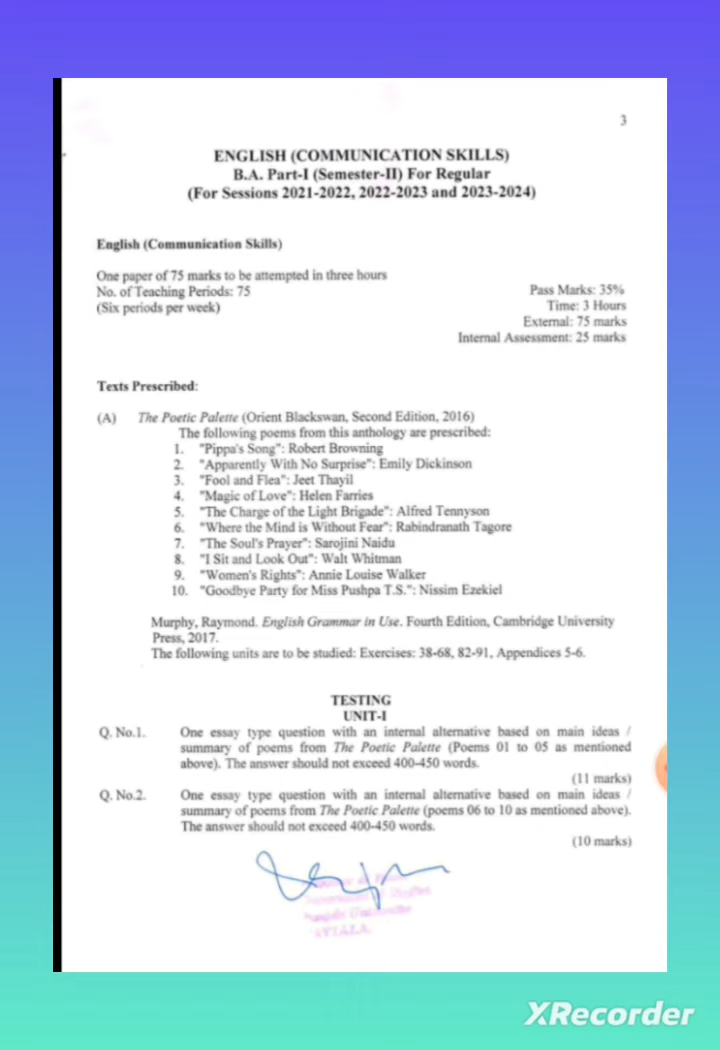 3
ENGLISH (COMMUNICATION SKILLS)
B.A. Part-I (Semester-II) For Regular
(For Sessions 2021-2022, 2022-2023 and 2023-2024)
English (Communication Skills)
One paper of 75 marks to be attempted in three hours
No. of Teaching Periods: 75
Pass Marks: 35%
(Six periods per week)
Time: 3 Hours
External: 75 marks
Internal Assessment: 25 marks
Texts Prescribed:
(A) The Poetic Palette (Orient Blackswan, Second Edition, 2016)
The following poems from this anthology are prescribed:
1. "Pippa's Song": Robert Browning
2. "Apparently With No Surprise": Emily Dickinson
3. "Fool and Flea": Jeet Thayil
4. "Magic of Love": Helen Farries
5. "The Charge of the Light Brigade": Alfred Tennyson
6. "Where the Mind is Without Fear": Rabindranath Tagore
7. "The Soul's Prayer": Sarojini Naidu
8. "I Sit and Look Out": Walt Whitman
9. "Women's Rights": Annie Louise Walker
10. "Goodbye Party for Miss Pushpa T.S.": Nissim Ezekiel
Murphy, Raymond. English Grammar in Use. Fourth Edition, Cambridge University
Press, 2017.
The following units are to be studied: Exercises: 38-68, 82-91, Appendices 5-6.
TESTING
UNIT-I
Q. No.1. One essay type question with an internal alternative based on main ideas /
summary of poems from The Poetic Palette (Poems 01 to 05 as mentioned
above). The answer should not exceed 400-450 words.
(11 marks)
Q. No.2. One essay type question with an internal alternative based on main ideas /
summary of poems from The Poetic Palette (poems 06 to 10 as mentioned above).
The answer should not exceed 400-450 words.
(10 marks)
XRecorder